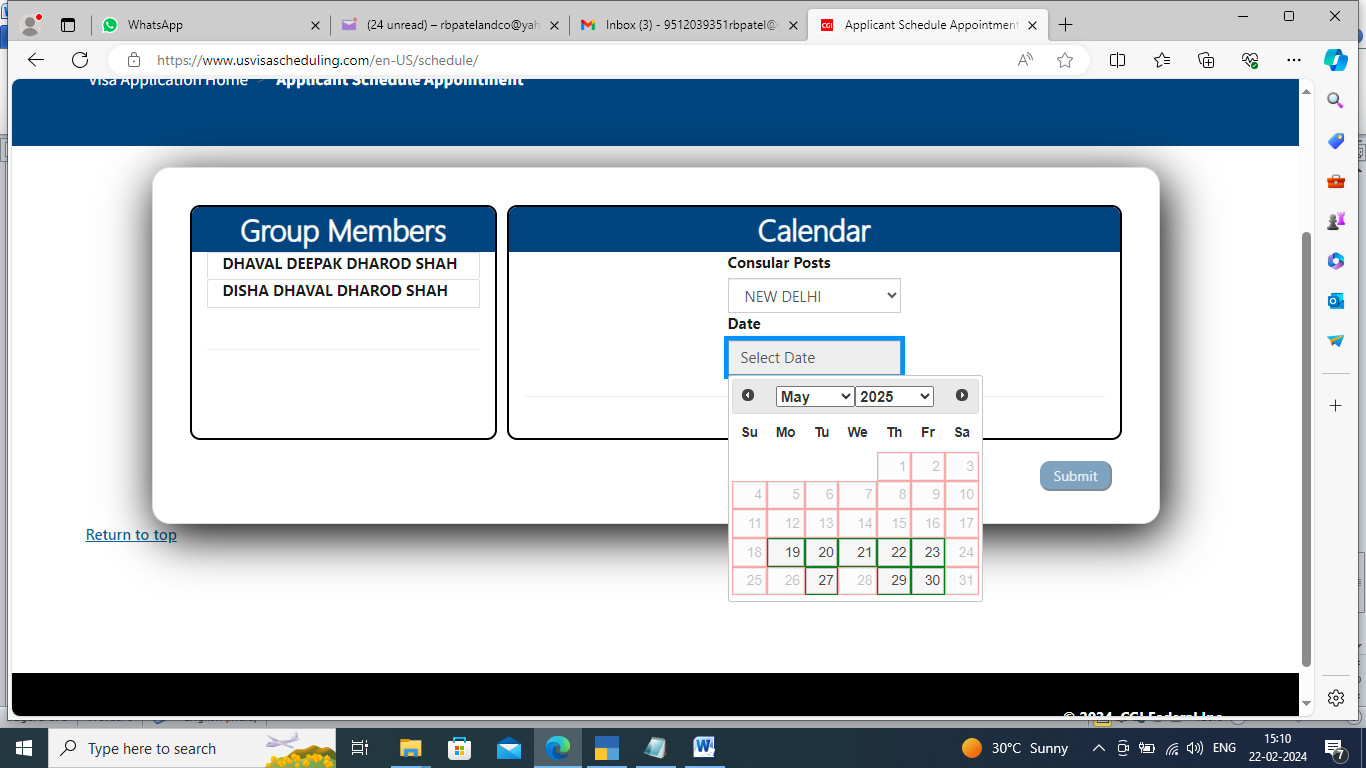 WhatsApp
(24 unread) – rbpatelandco@yah
Inbox (3) - 9512039351rbpatel@g
CGI Applicant Schedule Appointment
https://www.usvisascheduling.com/en-US/schedule/
Visa Application Home > Applicant Schedule Appointment
Group Members
DHAVAL DEEPAK DHAROD SHAH
DISHA DHAVAL DHAROD SHAH
Calendar
Consular Posts
NEW DELHI
Date
Select Date
May 2025
Su Mo Tu We Th Fr Sa
1 2 3
4 5 6 7 8 9 10
11 12 13 14 15 16 17
18 19 20 21 22 23 24
25 26 27 28 29 30 31
Submit
Return to top
© 2024 CGI Federal Inc
Type here to search
30°C Sunny
ENG
15:10
22-02-2024
7